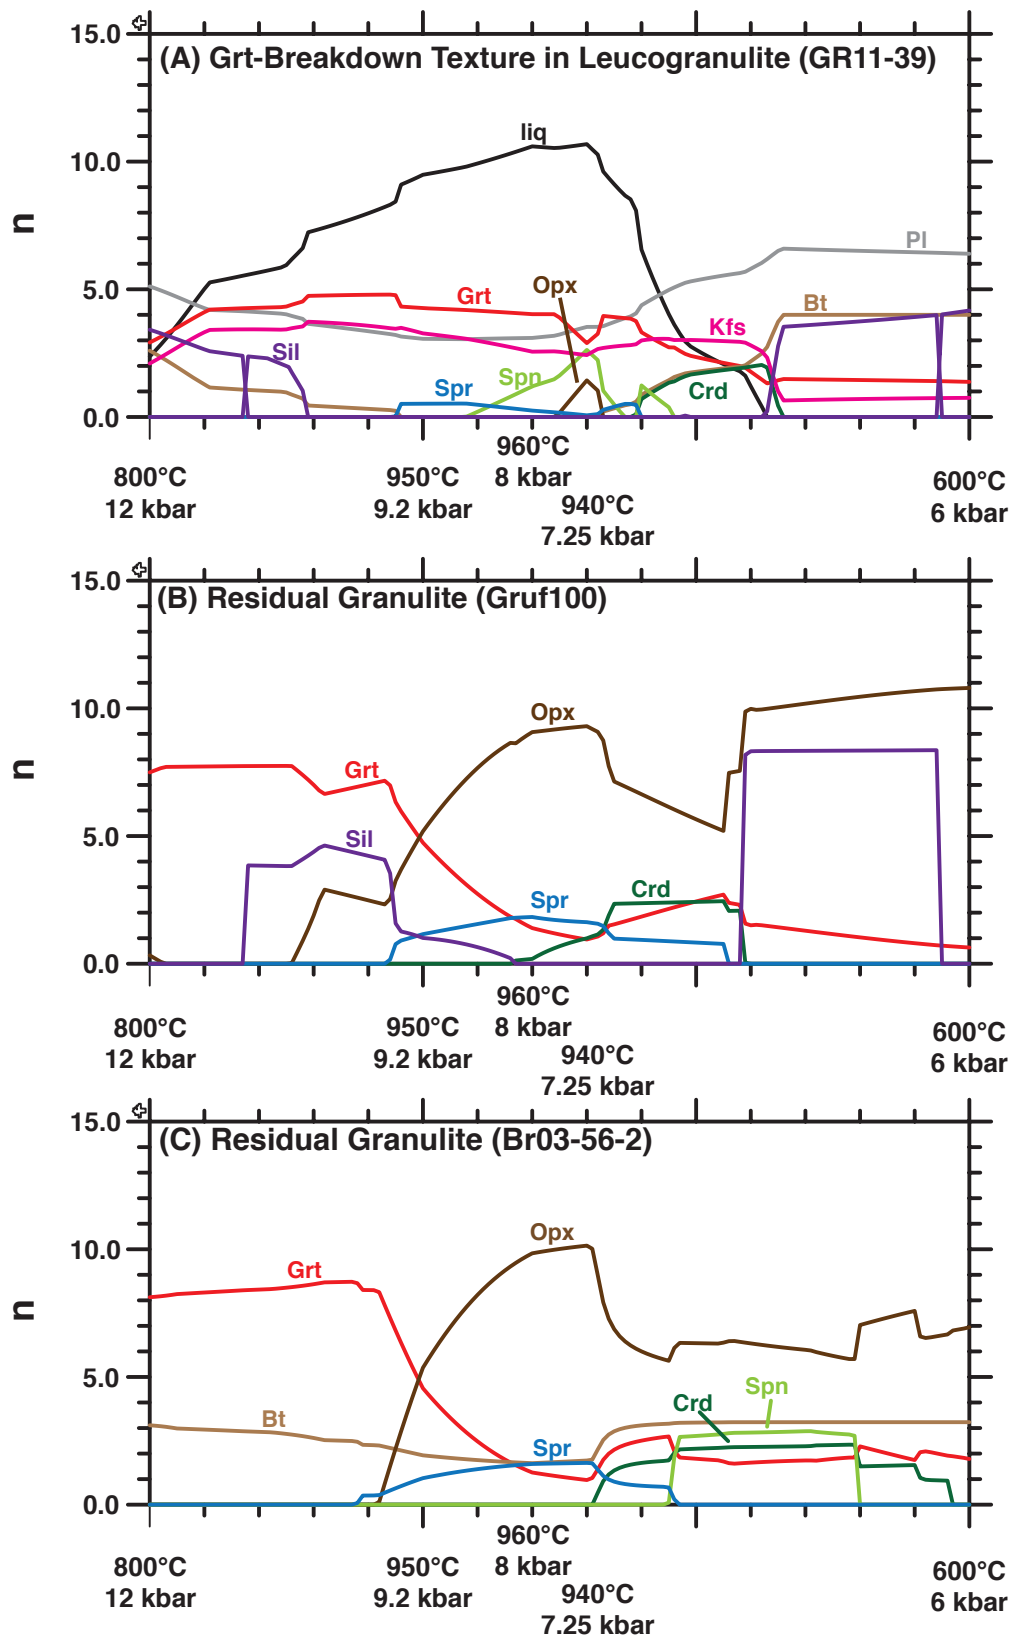 15.0
(A) Grt-Breakdown Texture in Leucogranulite (GR11-39)
liq
10.0
n
Pl
5.0
Grt
Opx
Bt
Kfs
Sil
Spn
Spr
Crd
0.0
960°C
8 kbar
800°C
12 kbar
950°C
9.2 kbar
940°C
7.25 kbar
600°C
6 kbar
15.0
(B) Residual Granulite (Gruf100)
10.0
Opx
n
Grt
5.0
Sil
Spr
Crd
0.0
960°C
8 kbar
800°C
12 kbar
950°C
9.2 kbar
940°C
7.25 kbar
600°C
6 kbar
15.0
(C) Residual Granulite (Br03-56-2)
10.0
Opx
Grt
n
5.0
Bt
Spr
Crd
Spn
0.0
960°C
8 kbar
800°C
12 kbar
950°C
9.2 kbar
940°C
7.25 kbar
600°C
6 kbar